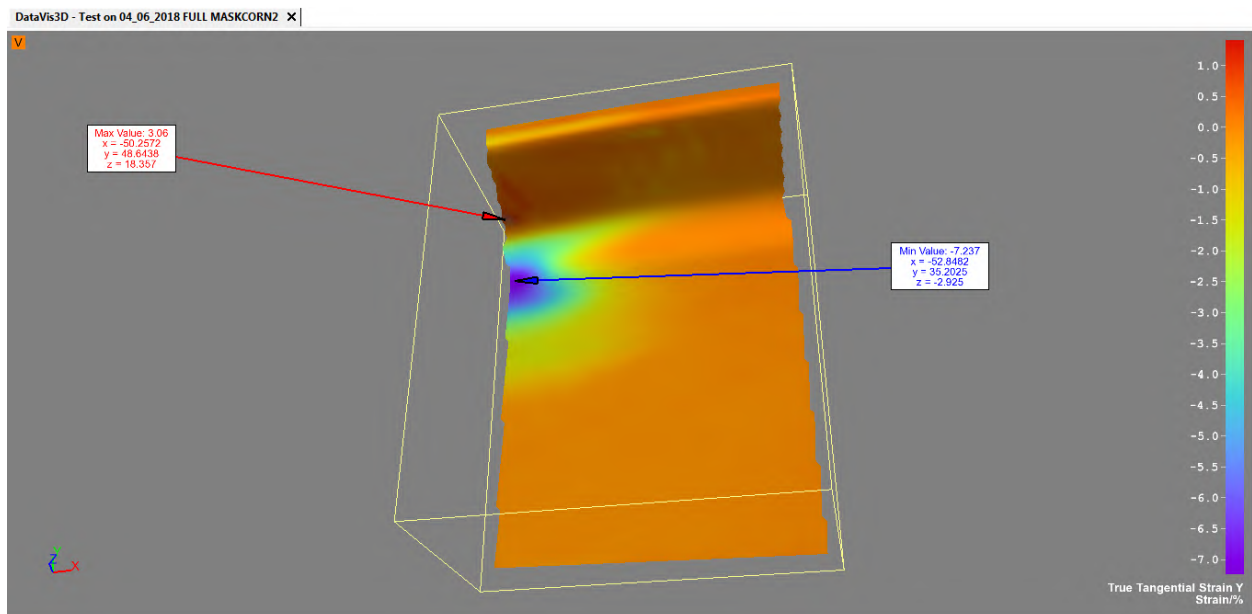 DataVis3D - Test on 04_06_2018 FULL MASKCORN2 X
V
Max Value: 3.06
x = -50.2572
y = 48.6438
z = 18.357
Min Value: -7.237
x = -52.8482
y = 35.2025
z = -2.925
1.0
0.5
0.0
-0.5
-1.0
-1.5
-2.0
-2.5
-3.0
-3.5
-4.0
-4.5
-5.0
-5.5
-6.0
-6.5
-7.0
True Tangential Strain Y
Strain/%
Z
X